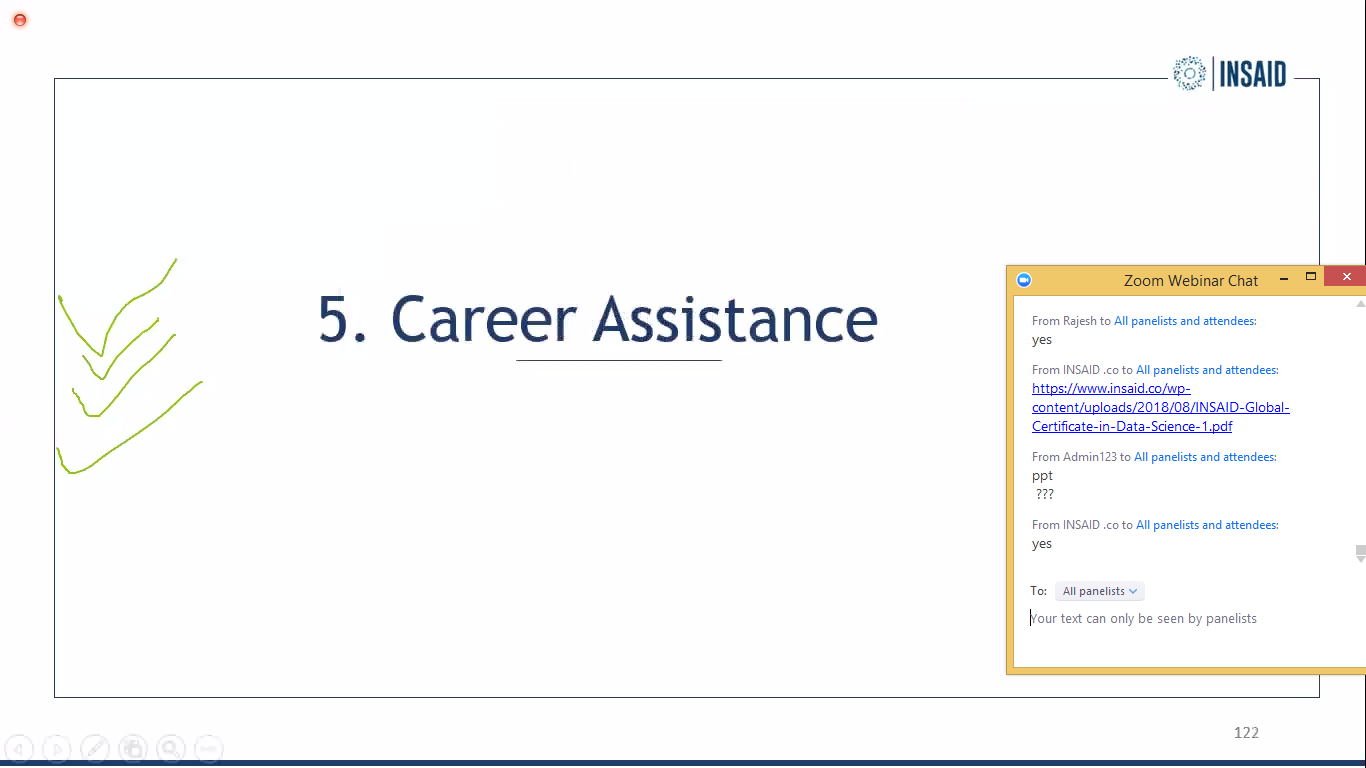 INSAID
5. Career Assistance
Zoom Webinar Chat
From Rajesh to All panelists and attendees:
yes
From INSAID .co to All panelists and attendees:
https://www.insaid.co/wp-
content/uploads/2018/08/INSAID-Global-
Certificate-in-Data-Science-1.pdf
From Admin123 to All panelists and attendees:
ppt
???
From INSAID .co to All panelists and attendees:
yes
To: All panelists
Your text can only be seen by panelists
122